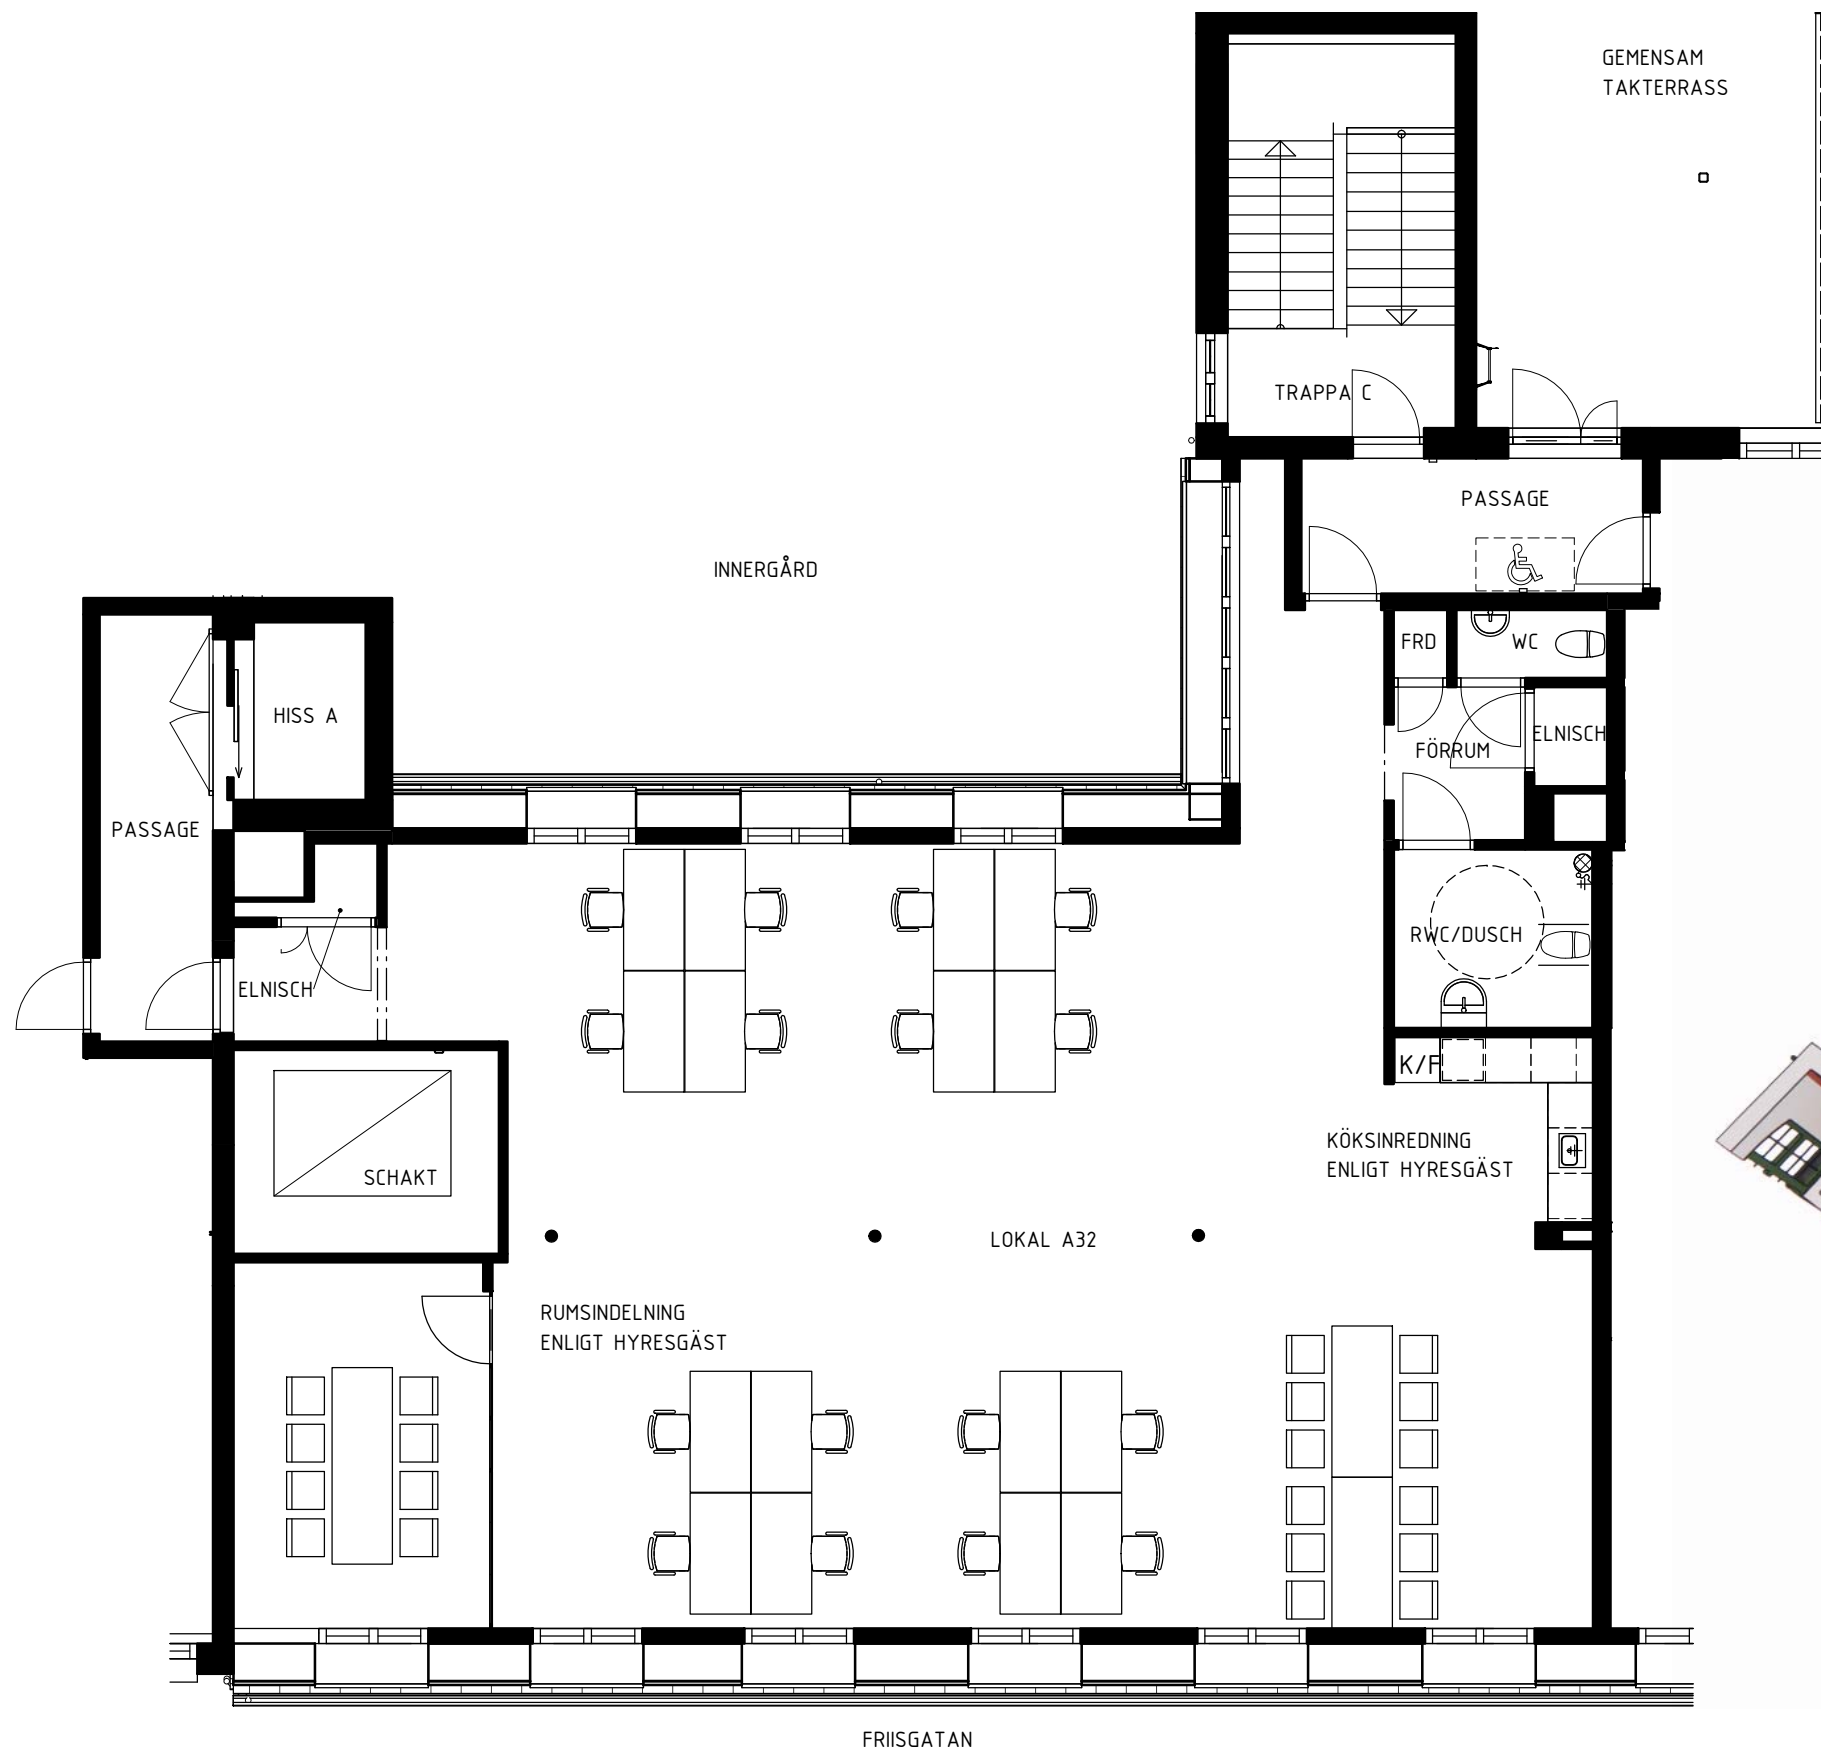 GEMENSAM
TAKTERRASS
TRAPPA C
PASSAGE
INNERGÅRD
FRD
WC
HISS A
ELNISCH
FÖRRUM
PASSAGE
RWC/DUSCH
ELNISCH
K/F
KÖKSINREDNING
ENLIGT HYRESGÄST
SCHAKT
LOKAL A32
RUMSINDELNING
ENLIGT HYRESGÄST
FRIISGATAN